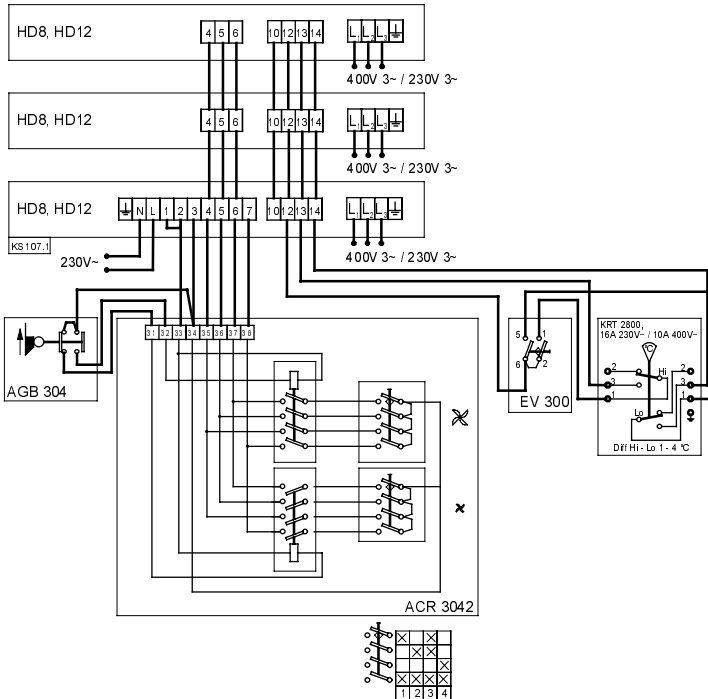 HD8, HD12
4 5 6
10 12 13 14
L1 L2 L3
400V 3~ / 230V 3~
HD8, HD12
4 5 6
10 12 13 14
L1 L2 L3
400V 3~ / 230V 3~
HD8, HD12
N L 1 2 3 4 5 6 7
10 12 13 14
L1 L2 L3
KS107.1
230V~
400V 3~ / 230V 3~
AGB 304
31 32 33 34 35 36 37 38
ACR 3042
5 1
6 2
EV 300
KRT 2800,
16A 230V~ / 10A 400V~
°C
2 Hi 2
3 3
1 1
Lo
Diff Hi - Lo 1 - 4 °C
1 2 3 4